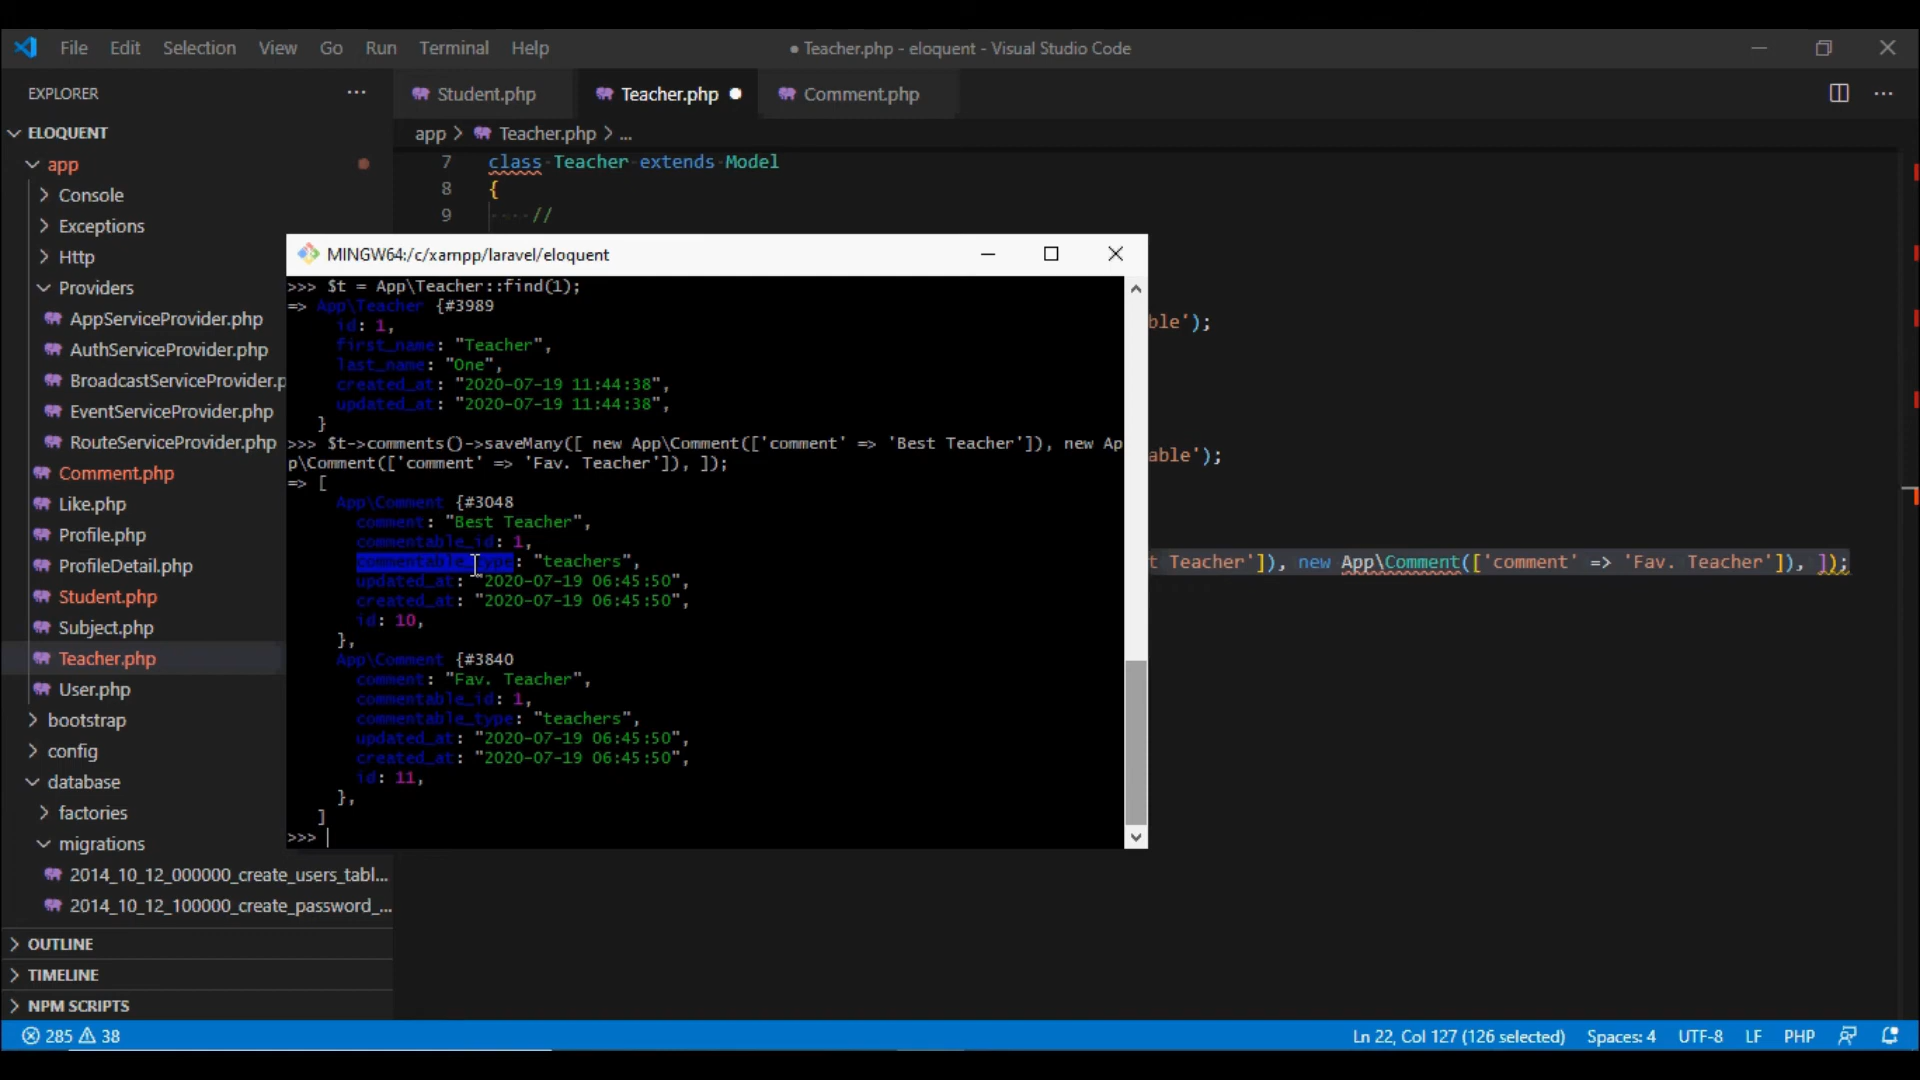 File Edit Selection View Go Run Terminal Help
● Teacher.php - eloquent - Visual Studio Code
EXPLORER
Student.php
Teacher.php
Comment.php
app > Teacher.php > ...
ELOQUENT
app
Console
Exceptions
Http
Providers
AppServiceProvider.php
AuthServiceProvider.php
BroadcastServiceProvider.p
EventServiceProvider.php
RouteServiceProvider.php
Comment.php
Like.php
Profile.php
ProfileDetail.php
Student.php
Subject.php
Teacher.php
User.php
bootstrap
config
database
factories
migrations
2014_10_12_000000_create_users_tabl...
2014_10_12_100000_create_password_...
OUTLINE
TIMELINE
NPM SCRIPTS
7 class Teacher extends Model
8 {
9 //
ble');
able');
t Teacher']), new App\Comment(['comment' => 'Fav. Teacher']), ]);
MINGW64:/c/xampp/laravel/eloquent
>>> $t = App\Teacher::find(1);
=> App\Teacher {#3989
id: 1,
first_name: "Teacher",
last_name: "One",
created_at: "2020-07-19 11:44:38",
updated_at: "2020-07-19 11:44:38",
}
>>> $t->comments()->saveMany([ new App\Comment(['comment' => 'Best Teacher']), new Ap
p\Comment(['comment' => 'Fav. Teacher']), ]);
=> [
App\Comment {#3048
comment: "Best Teacher",
commentable_id: 1,
commentable_type: "teachers",
updated_at: "2020-07-19 06:45:50",
created_at: "2020-07-19 06:45:50",
id: 10,
},
App\Comment {#3840
comment: "Fav. Teacher",
commentable_id: 1,
commentable_type: "teachers",
updated_at: "2020-07-19 06:45:50",
created_at: "2020-07-19 06:45:50",
id: 11,
},
]
>>>
285 38
Ln 22, Col 127 (126 selected) Spaces: 4 UTF-8 LF PHP